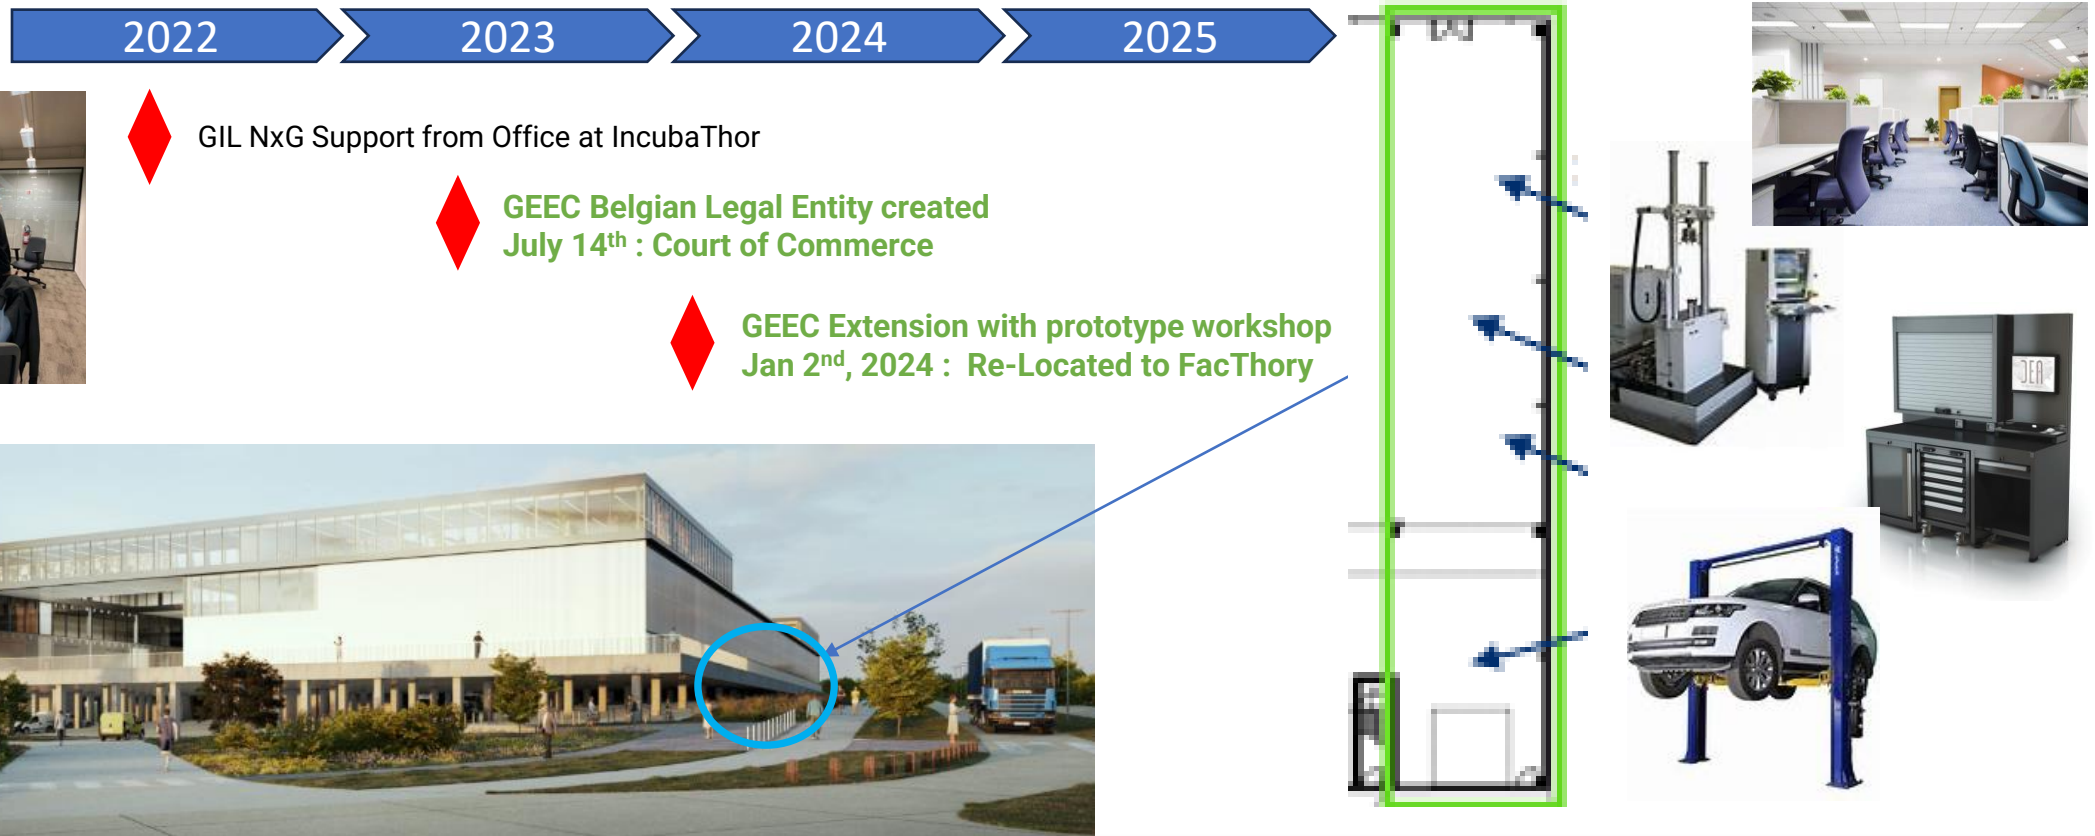 2022
2023
2024
2025
GIL NxG Support from Office at IncubaThor
GEEC Belgian Legal Entity created
July 14th : Court of Commerce
GEEC Extension with prototype workshop
Jan 2nd, 2024 : Re-Located to FacThory